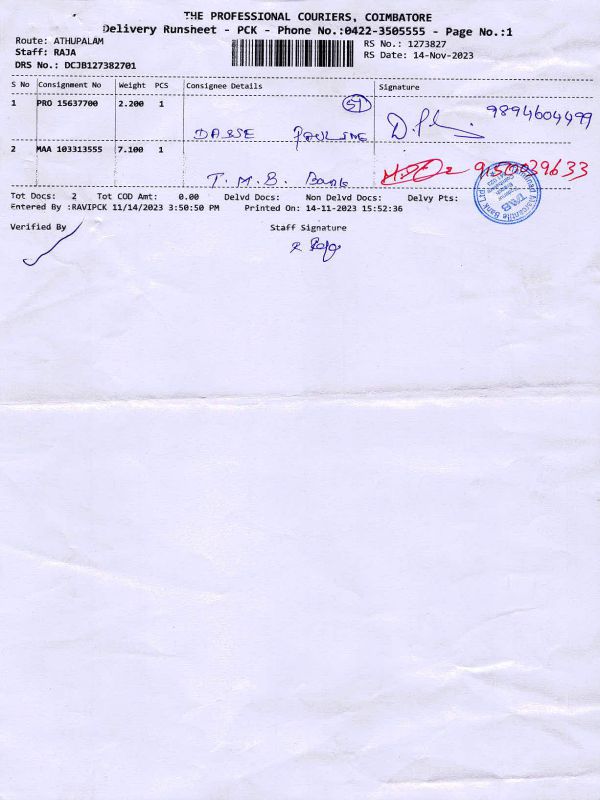 THE PROFESSIONAL COURIERS, COIMBATORE
Delivery Runsheet - PCK - Phone No.:0422-3505555 - Page No.:1
Route: ATHUPALAM RS No.: 1273827
Staff: RAJA RS Date: 14-Nov-2023
DRS No.: DCJB127382701
S No Consignment No Weight PCS Consignee Details Signature
1 PRO 15637700 2.200 1 51 9894604499
2 MAA 103313555 7.100 1
T. M. B. Bank
Tot Docs: 2 Tot COD Amt: 0.00 Delvd Docs: Non Delvd Docs: Delvy Pts:
Entered By :RAVIPCK 11/14/2023 3:50:50 PM Printed On: 14-11-2023 15:52:36
Verified By Staff Signature
R Raja